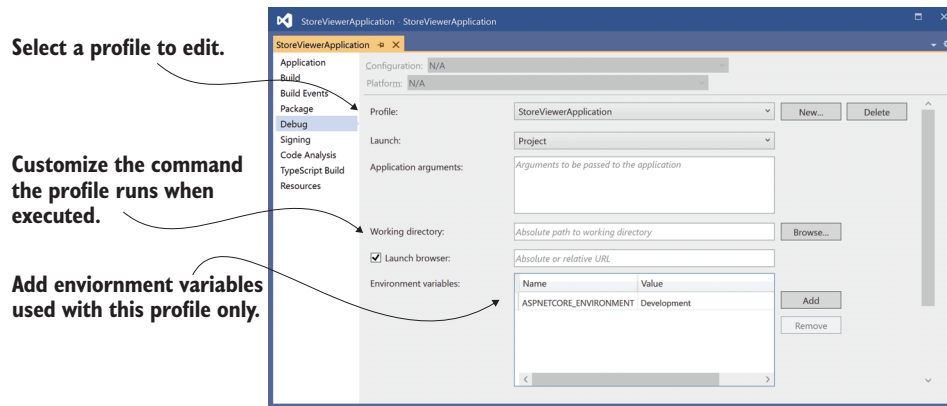 StoreViewerApplication - StoreViewerApplication
Select a profile to edit.
StoreViewerApplication
Application
Build
Build Events
Package
Debug
Signing
Code Analysis
TypeScript Build
Resources
Configuration: N/A
Platform: N/A
Profile: StoreViewerApplication New... Delete
Launch: Project
Application arguments: Arguments to be passed to the application
Customize the command
the profile runs when
executed.
Working directory: Absolute path to working directory Browse...
Launch browser: Absolute or relative URL
Add enviornment variables
used with this profile only.
Environment variables:
Name Value
ASPNETCORE_ENVIRONMENT Development
Add
Remove